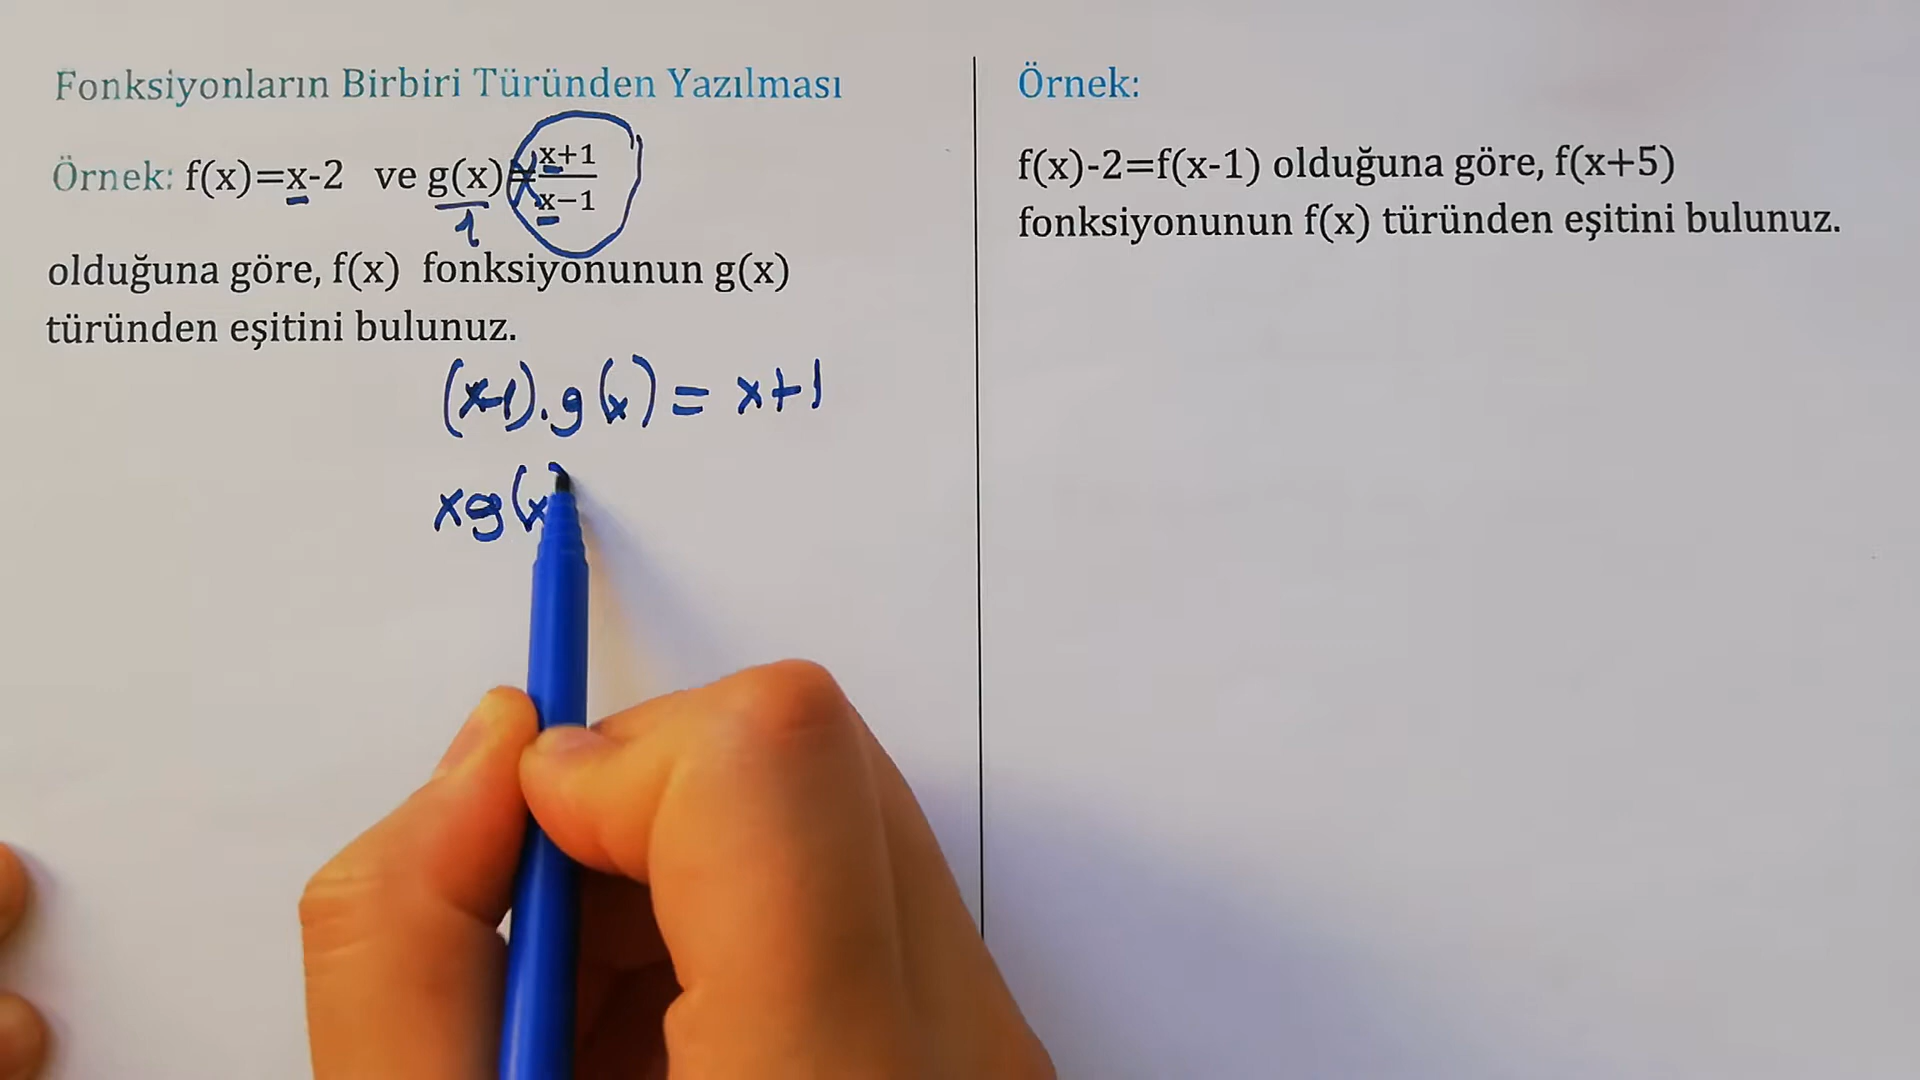 Fonksiyonların Birbiri Türünden Yazılması
Örnek: f(x)=x-2 ve g(x)=
x+1
x−1
1
olduğuna göre, f(x) fonksiyonunun g(x)
türünden eşitini bulunuz.
(x-1).g(x) = x+1
xg(x)
Örnek:
f(x)-2=f(x-1) olduğuna göre, f(x+5)
fonksiyonunun f(x) türünden eşitini bulunuz.